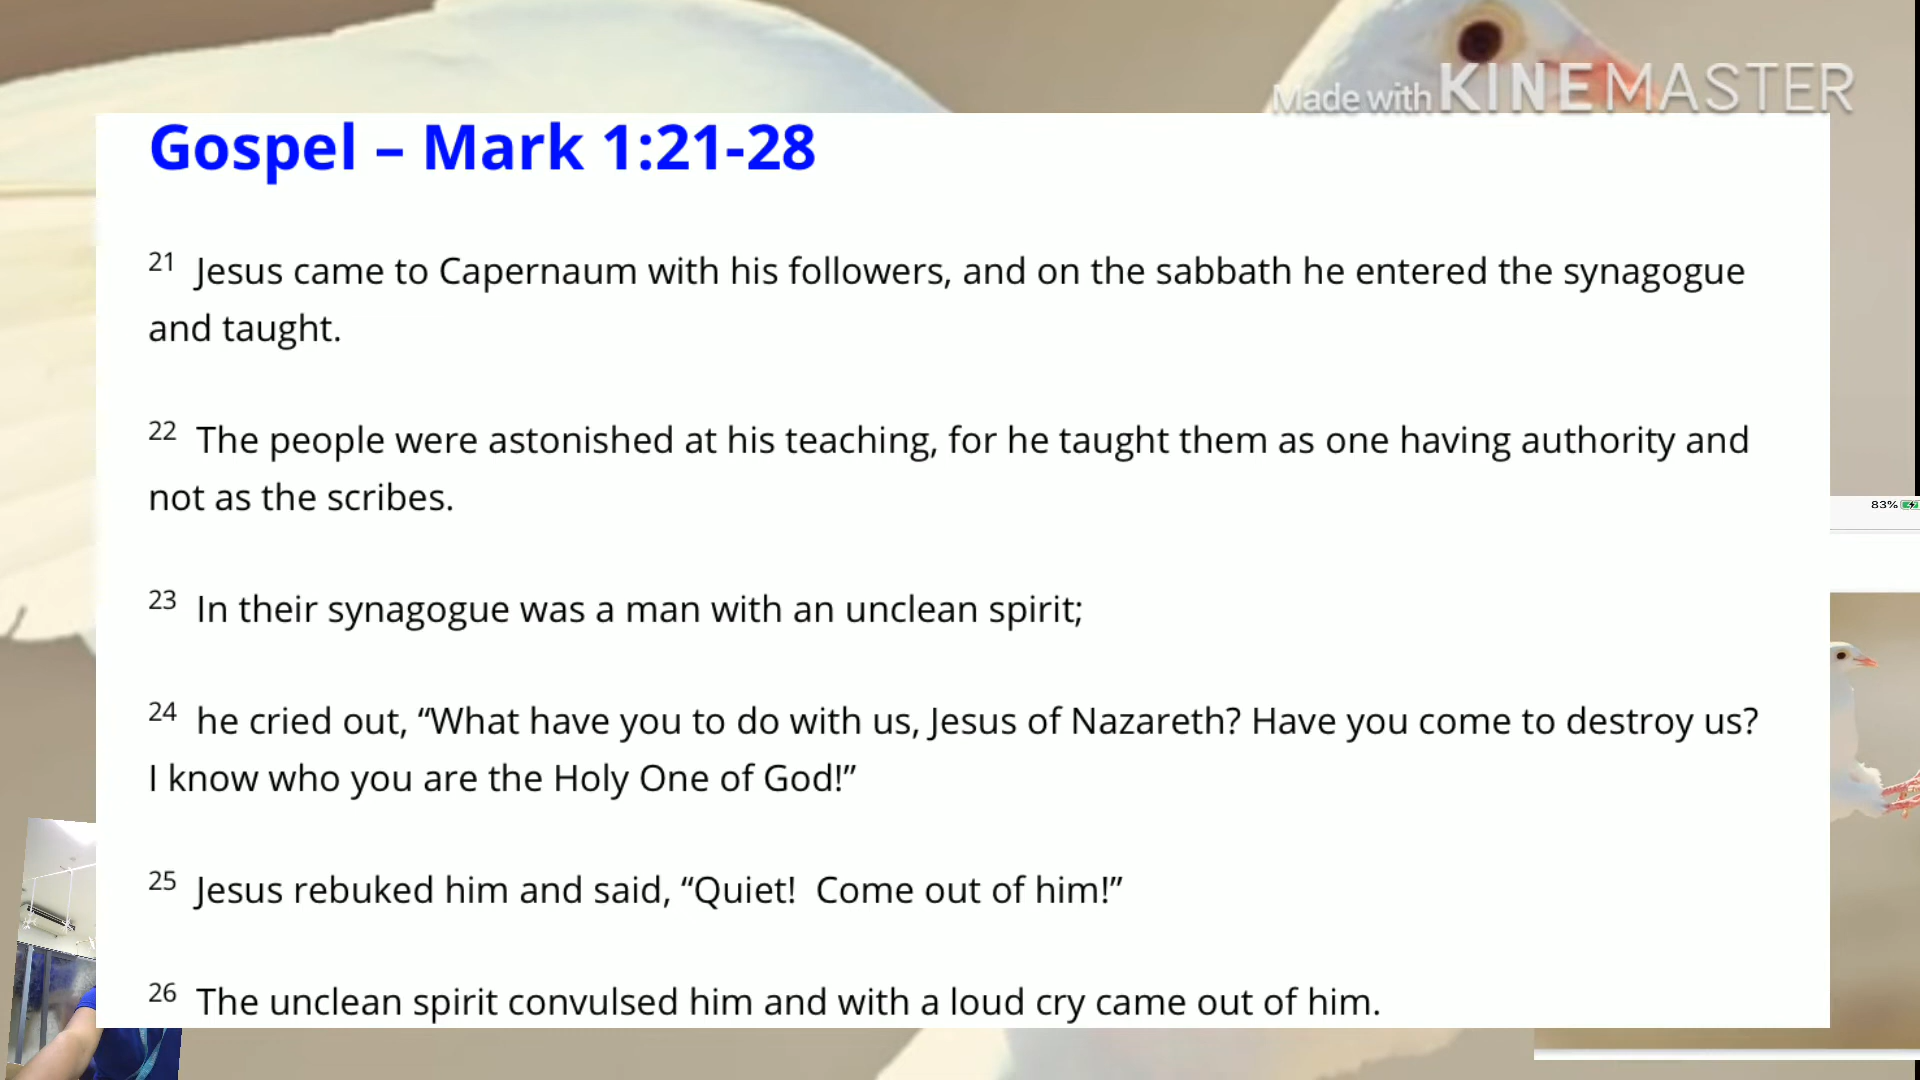 Made with KINEMASTER
Gospel – Mark 1:21-28
21 Jesus came to Capernaum with his followers, and on the sabbath he entered the synagogue
and taught.
22 The people were astonished at his teaching, for he taught them as one having authority and
not as the scribes.
83%
23 In their synagogue was a man with an unclean spirit;
24 he cried out, “What have you to do with us, Jesus of Nazareth? Have you come to destroy us?
I know who you are the Holy One of God!”
25 Jesus rebuked him and said, “Quiet!  Come out of him!”
26 The unclean spirit convulsed him and with a loud cry came out of him.